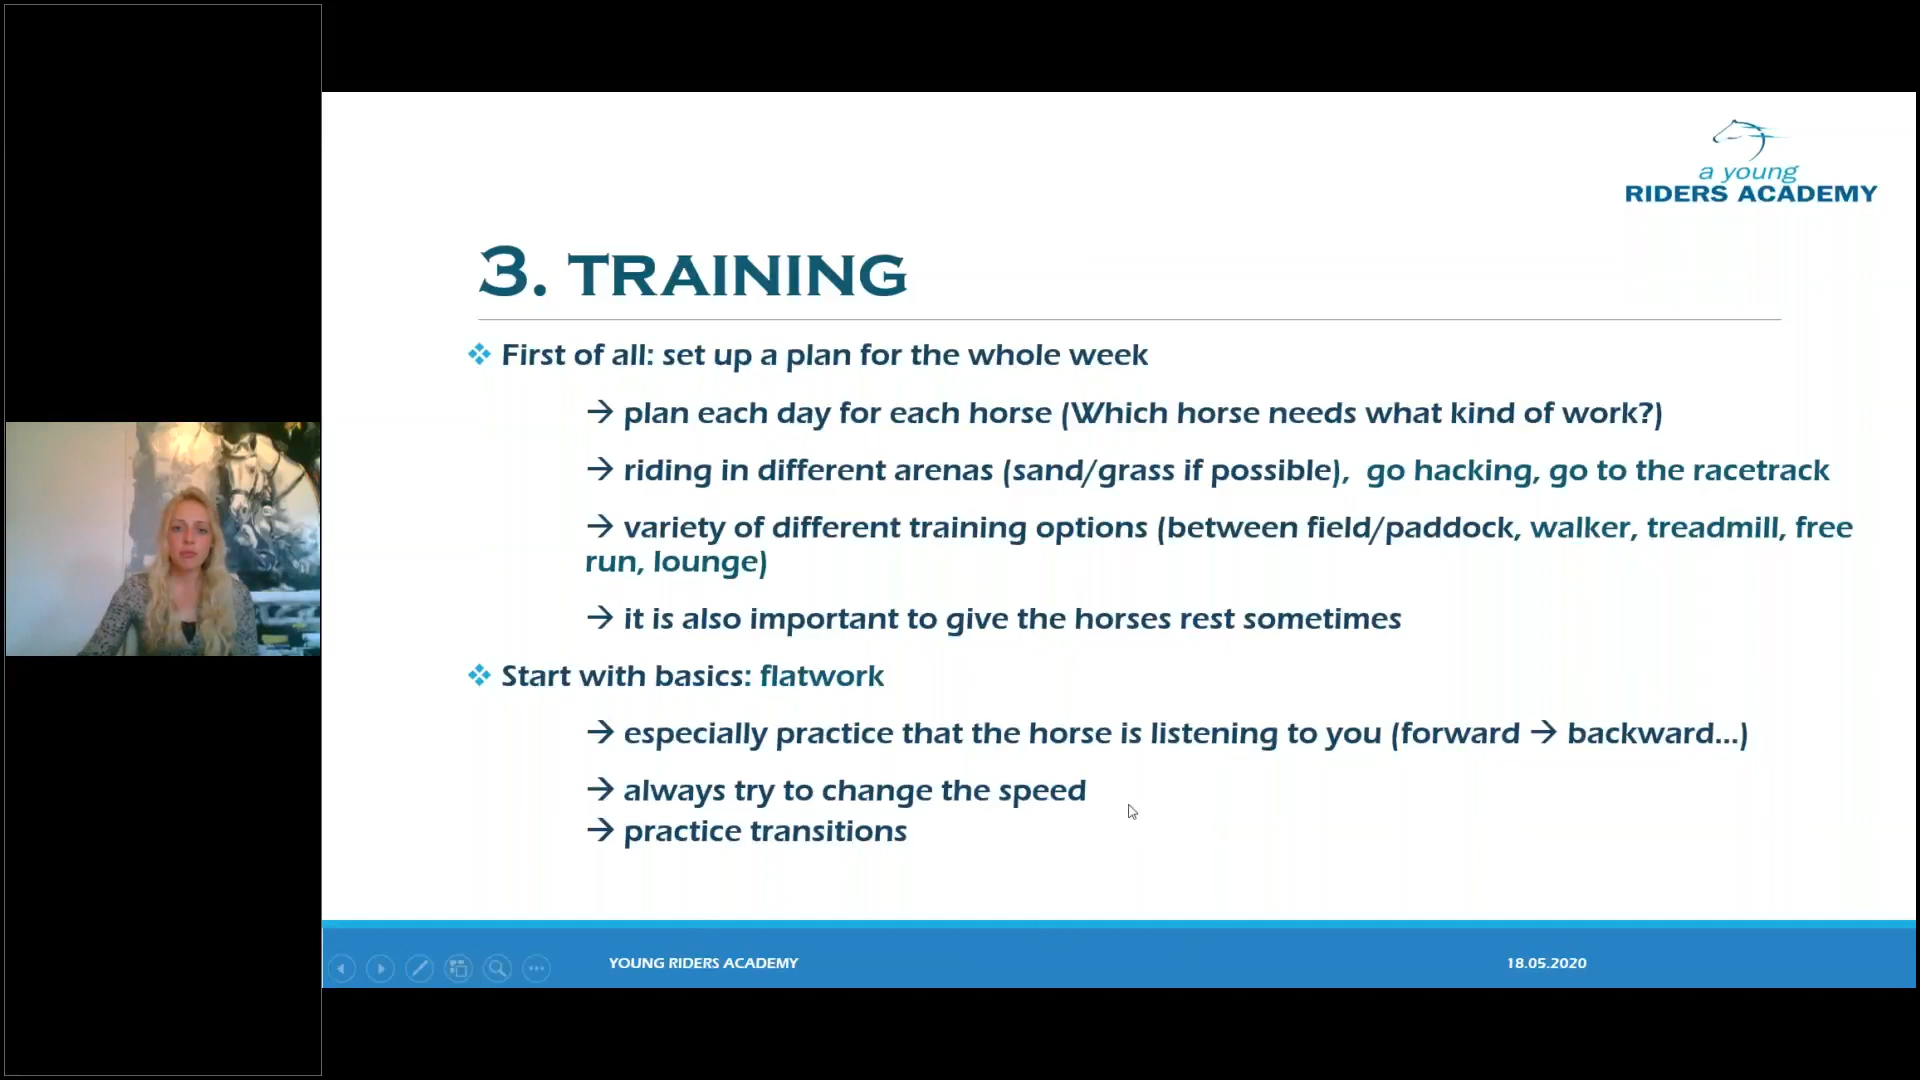 a young
RIDERS ACADEMY
3. TRAINING
First of all: set up a plan for the whole week
→ plan each day for each horse (Which horse needs what kind of work?)
→ riding in different arenas (sand/grass if possible), go hacking, go to the racetrack
→ variety of different training options (between field/paddock, walker, treadmill, free
run, lounge)
→ it is also important to give the horses rest sometimes
Start with basics: flatwork
→ especially practice that the horse is listening to you (forward → backward...)
→ always try to change the speed
→ practice transitions
YOUNG RIDERS ACADEMY
18.05.2020